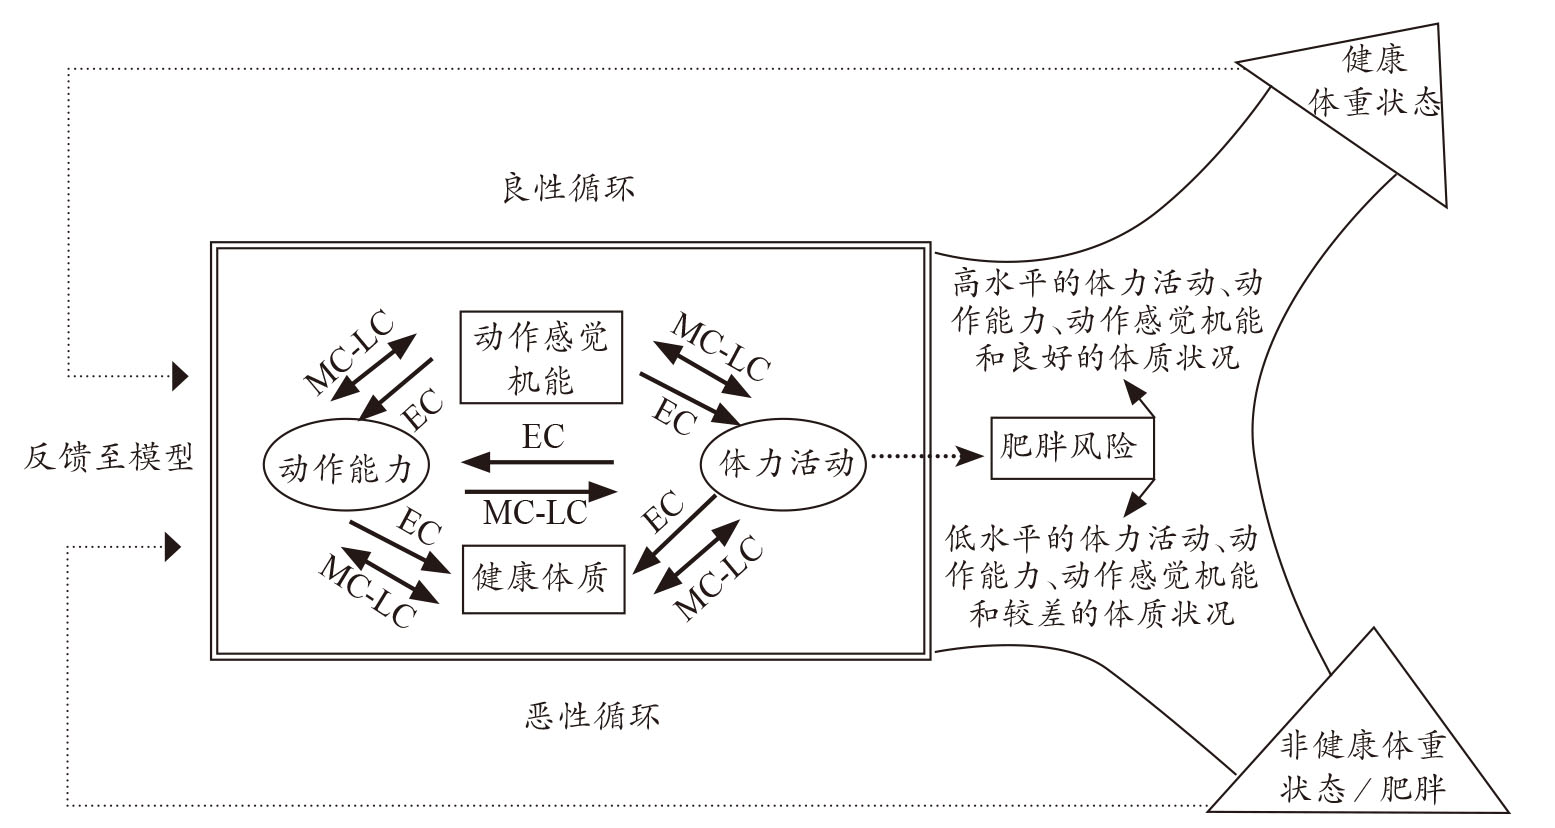 健康
体重状态
良性循环
高水平的体力活动、动
作能力、动作感觉机能
和良好的体质状况
MC-LC
动作感觉
机能
MC-LC
EC
EC
EC
反馈至模型
动作能力
体力活动
肥胖风险
MC-LC
EC
EC
低水平的体力活动、动
作能力、动作感觉机能
和较差的体质状况
MC-LC
健康体质
MC-LC
恶性循环
非健康体重
状态/肥胖